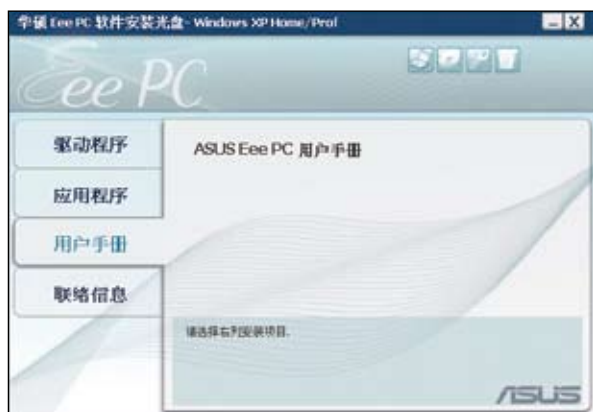 华硕 Eee PC 软件安装光盘- Windows XP Home/Prof
Eee PC
驱动程序
ASUS Eee PC 用户手册
应用程序
用户手册
联络信息
请选择右列安装项目.
ASUS